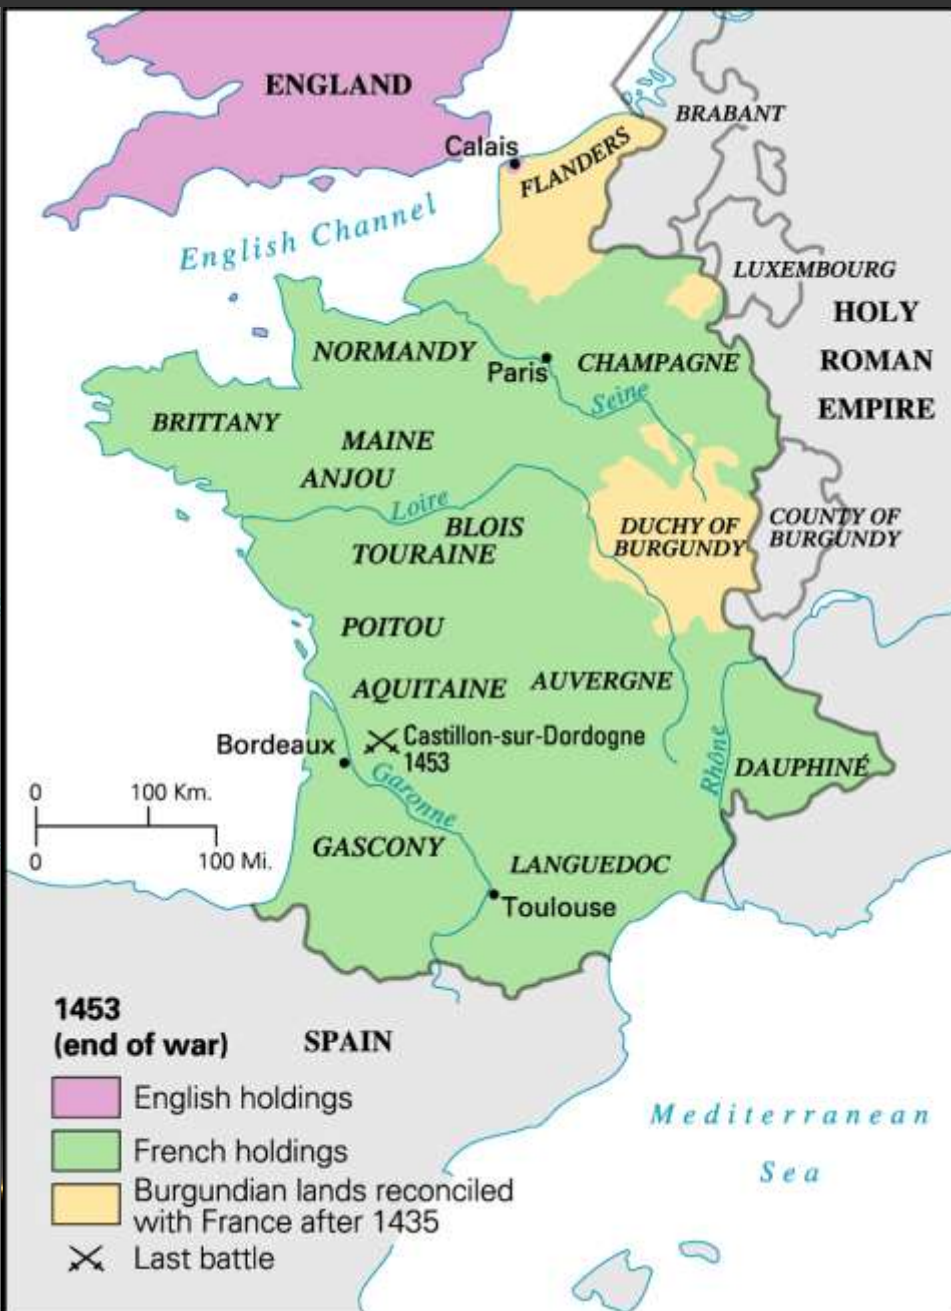 ENGLAND
BRABANT
Calais
FLANDERS
English Channel
LUXEMBOURG
HOLY
ROMAN
EMPIRE
NORMANDY
Paris
CHAMPAGNE
Seine
BRITTANY
MAINE
ANJOU
Loire
BLOIS
TOURAINE
DUCHY OF
BURGUNDY
COUNTY OF
BURGUNDY
POITOU
AQUITAINE
AUVERGNE
Bordeaux
Castillon-sur-Dordogne
1453
Garonne
Rhône
DAUPHINÉ
0 100 Km.
0 100 Mi.
GASCONY
LANGUEDOC
Toulouse
1453
(end of war)
SPAIN
English holdings
French holdings
Burgundian lands reconciled
with France after 1435
Last battle
Mediterranean
Sea